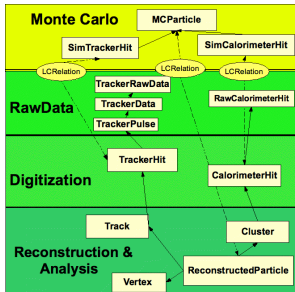 Monte Carlo
MCParticle
SimTrackerHit
SimCalorimeterHit
LCRelation
LCRelation
LCRelation
TrackerRawData
RawData
TrackerData
RawCalorimeterHit
TrackerPulse
TrackerHit
Digitization
CalorimeterHit
Track
Cluster
Reconstruction &
Analysis
ReconstructedParticle
Vertex